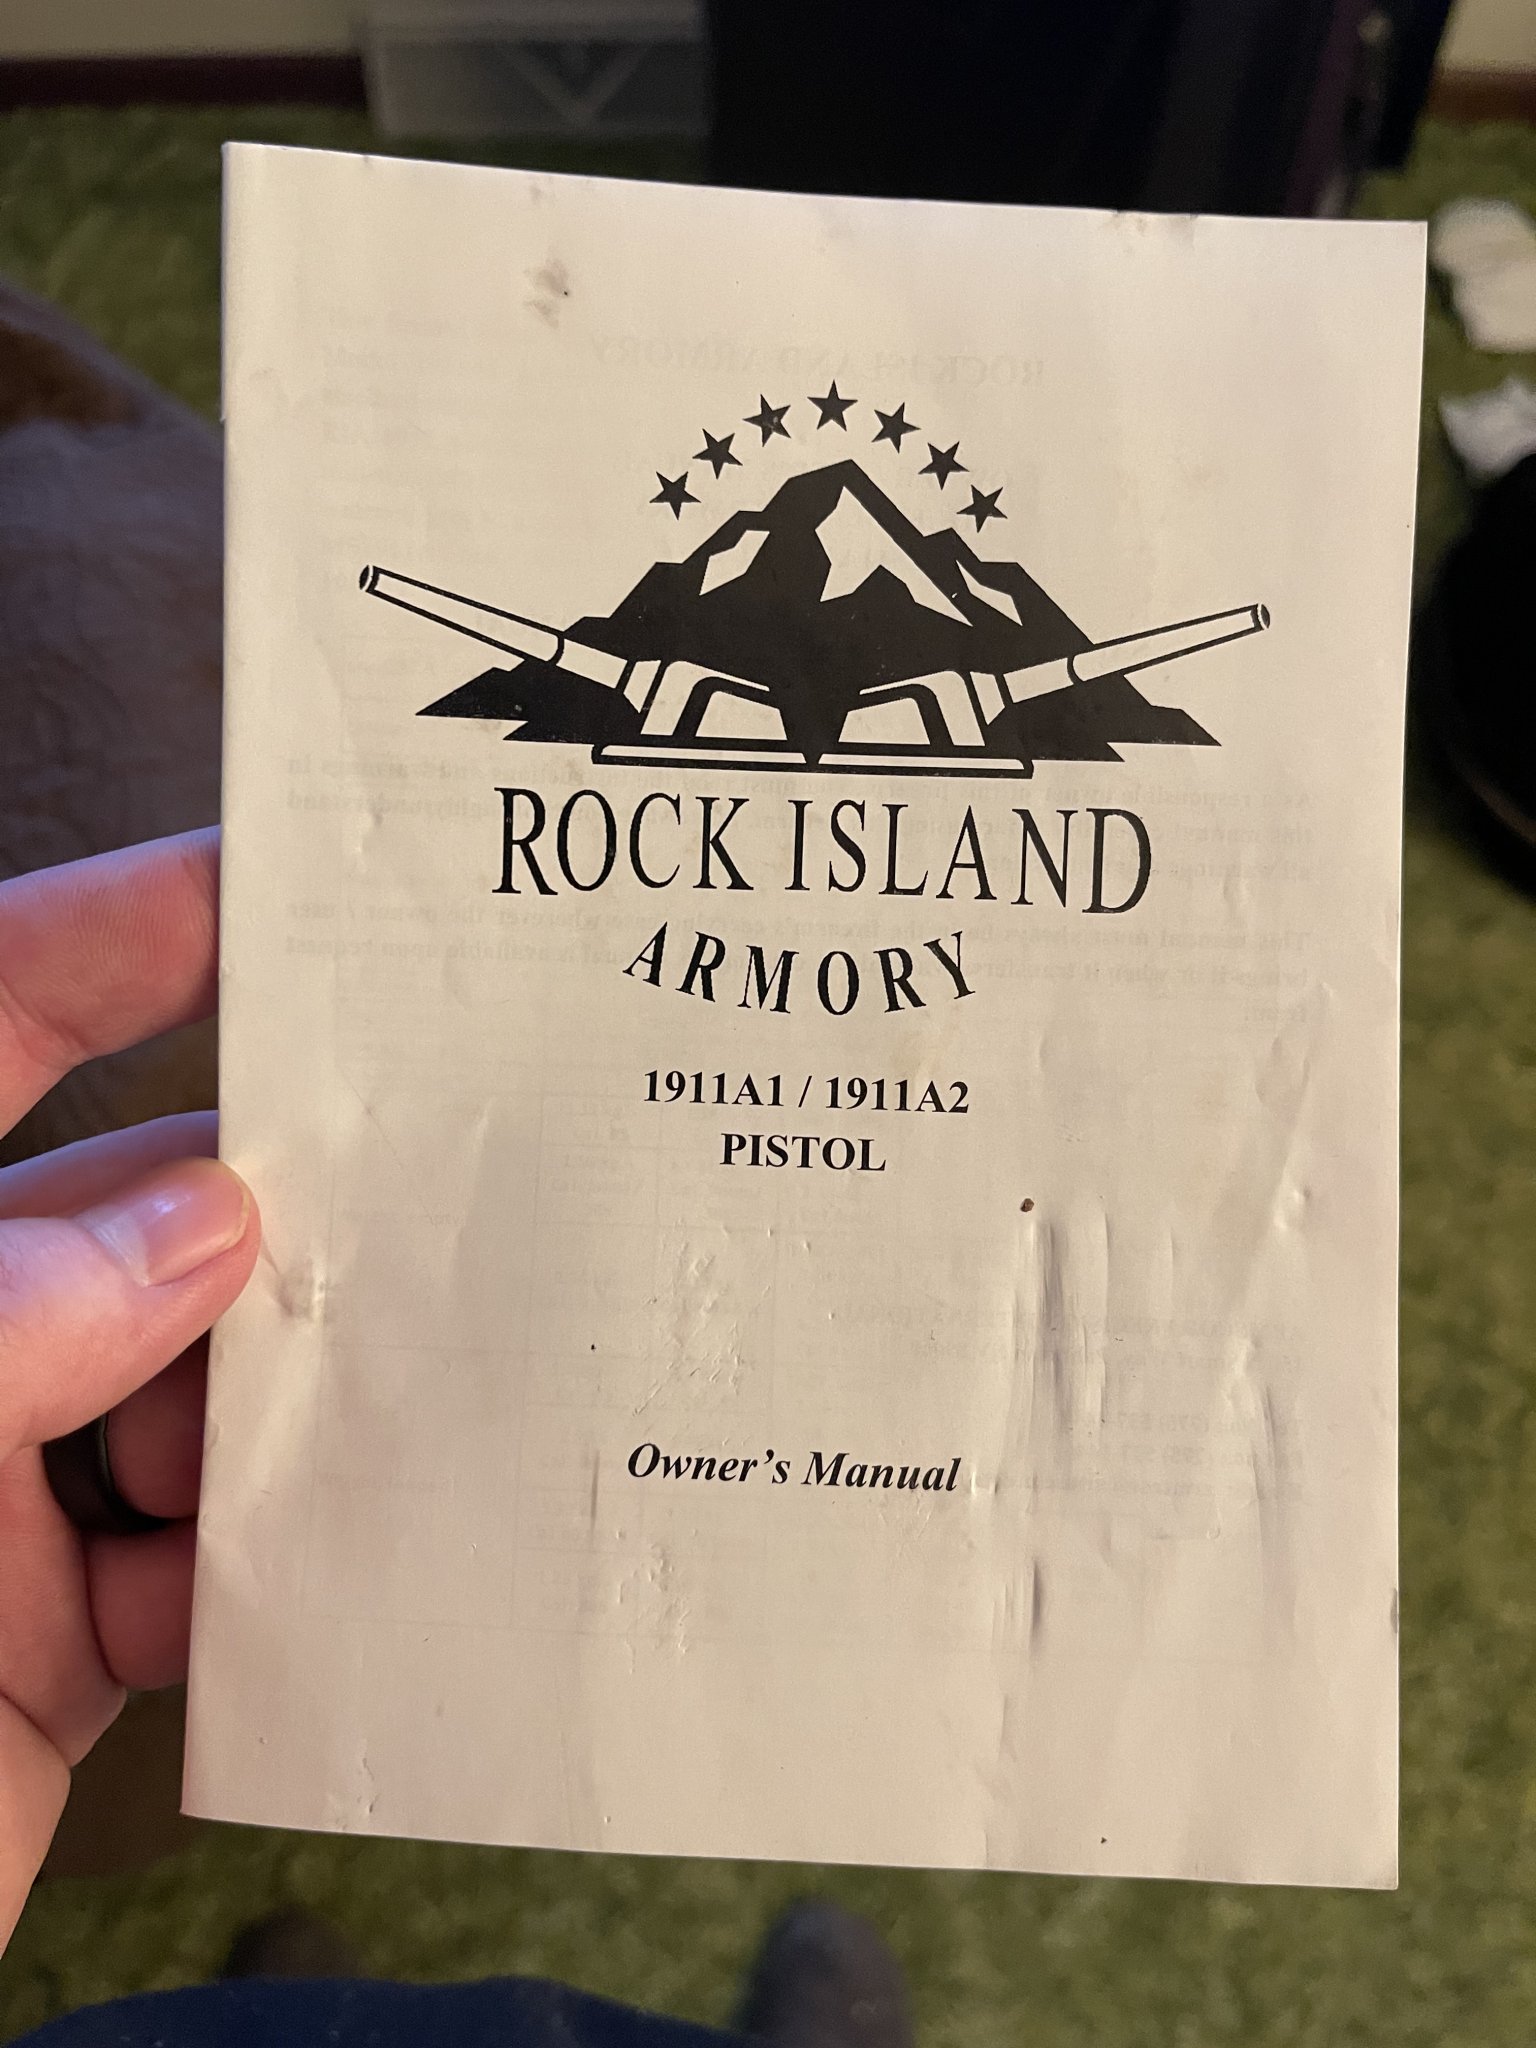 ROCK ISLAND
ARMORY
1911A1 / 1911A2
PISTOL
Owner's Manual